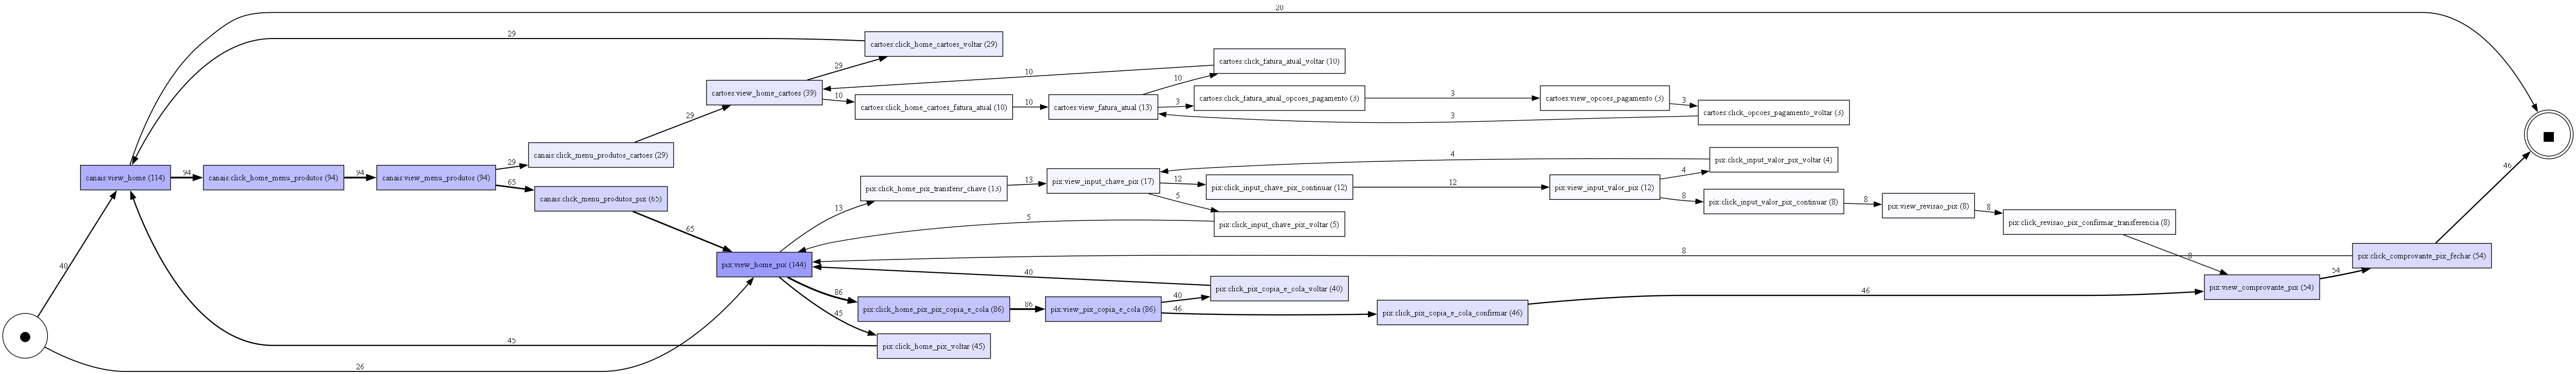 20
29
cartoes:click_home_cartoes_voltar (29)
29
cartoes:click_fatura_atual_voltar (10)
10
10
cartoes:view_home_cartoes (39)
10
cartoes:click_home_cartoes_fatura_atual (10)
10
cartoes:view_fatura_atual (13)
3
cartoes:click_fatura_atual_opcoes_pagamento (3)
3
cartoes:view_opcoes_pagamento (3)
3
cartoes:click_opcoes_pagamento_voltar (3)
3
29
canais:view_home (114)
94
canais:click_home_menu_produtos (94)
94
canais:view_menu_produtos (94)
29
canais:click_menu_produtos_cartoes (29)
65
canais:click_menu_produtos_pix (65)
65
4
pix:click_input_valor_pix_voltar (4)
4
13
pix:click_home_pix_transferir_chave (13)
13
pix:view_input_chave_pix (17)
12
pix:click_input_chave_pix_continuar (12)
12
pix:view_input_valor_pix (12)
8
pix:click_input_valor_pix_continuar (8)
8
pix:view_revisao_pix (8)
8
pix:click_revisao_pix_confirmar_transferencia (8)
8
5
pix:click_input_chave_pix_voltar (5)
5
46
8
pix:click_comprovante_pix_fechar (54)
54
pix:view_comprovante_pix (54)
40
pix:view_home_pix (144)
40
pix:click_pix_copia_e_cola_voltar (40)
40
86
pix:click_home_pix_pix_copia_e_cola (86)
86
pix:view_pix_copia_e_cola (86)
46
pix:click_pix_copia_e_cola_confirmar (46)
46
45
pix:click_home_pix_voltar (45)
45
26